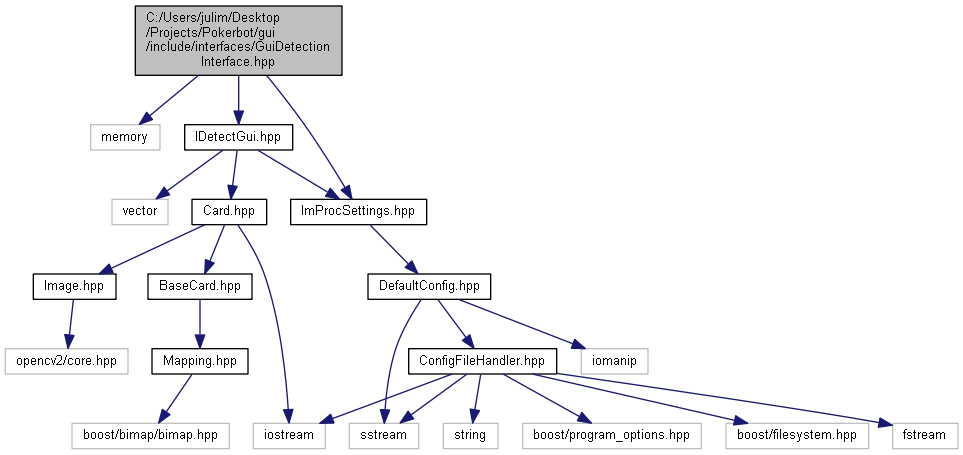 C:/Users/julim/Desktop
/Projects/Pokerbot/gui
/include/interfaces/GuiDetection
Interface.hpp
memory
IDetectGui.hpp
vector
Card.hpp
ImProcSettings.hpp
Image.hpp
BaseCard.hpp
DefaultConfig.hpp
opencv2/core.hpp
Mapping.hpp
ConfigFileHandler.hpp
iomanip
boost/bimap/bimap.hpp
iostream
sstream
string
boost/program_options.hpp
boost/filesystem.hpp
fstream